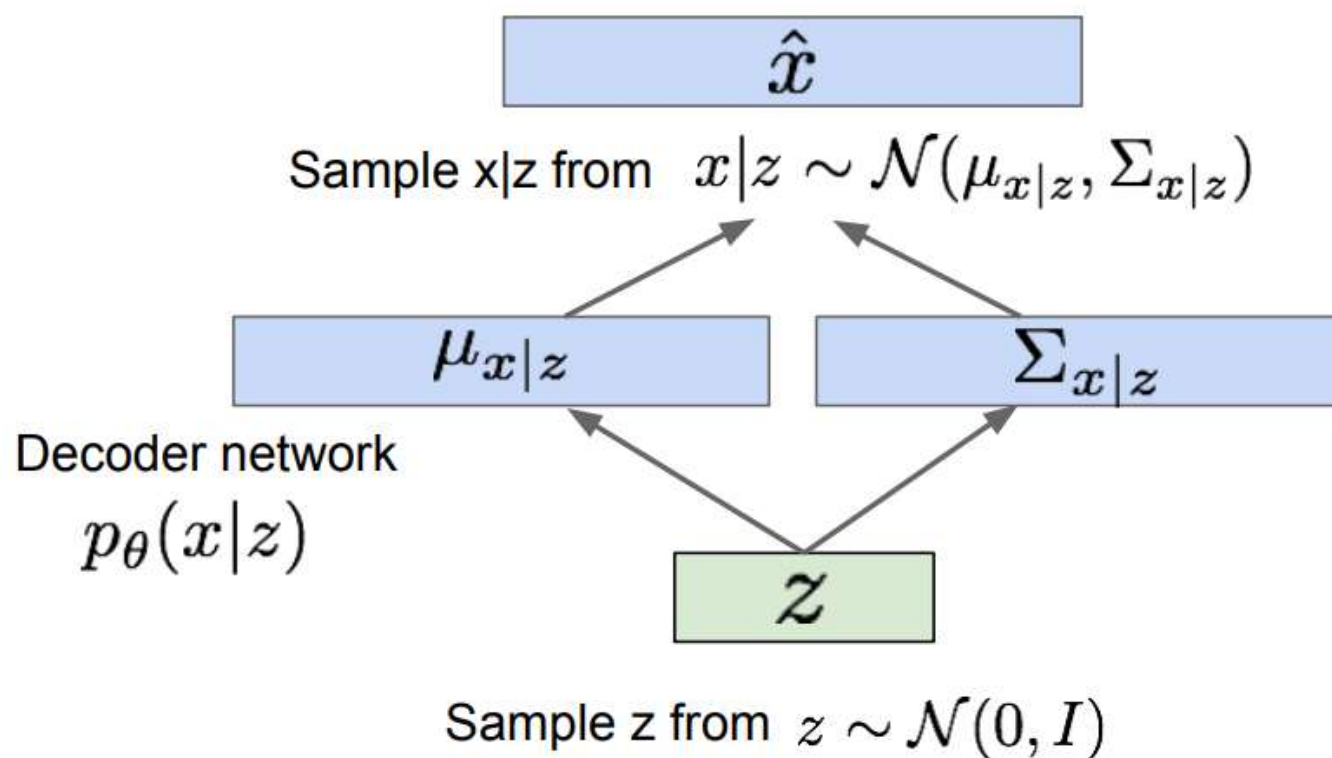 x̂
Sample x|z from x|z ∼ 𝒩(μ_{x|z}, Σ_{x|z})
μ_{x|z} Σ_{x|z}
Decoder network
p_θ(x|z)
z
Sample z from z ∼ 𝒩(0, I)